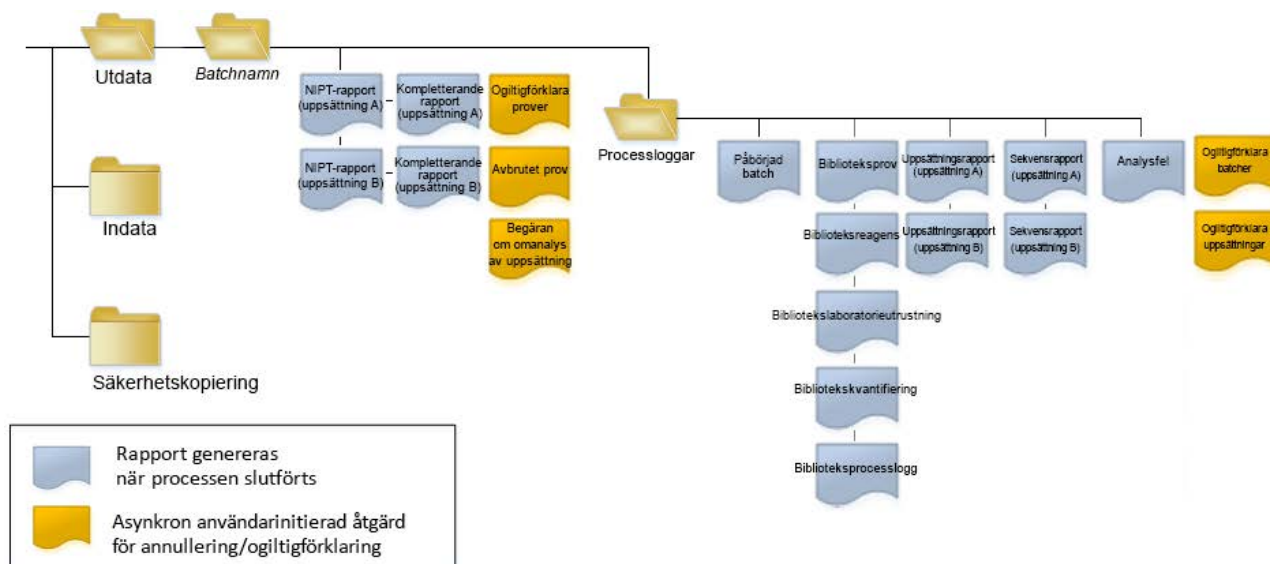 Utdata
Batchnamn
Indata
Säkerhetskopiering
NIPT-rapport
(uppsättning A)
Kompletterande
rapport
(uppsättning A)
Ogiltigförklara
prover
NIPT-rapport
(uppsättning B)
Kompletterande
rapport
(uppsättning B)
Avbrutet prov
Begäran
om omanalys
av uppsättning
Processloggar
Påbörjad
batch
Biblioteksprov
Uppsättningsrapport
(uppsättning A)
Sekvensrapport
(uppsättning A)
Analysfel
Ogiltigförklara
batcher
Biblioteksreagens
Uppsättningsrapport
(uppsättning B)
Sekvensrapport
(uppsättning B)
Ogiltigförklara
uppsättningar
Bibliotekslaboratorieutrustning
Bibliotekskvantifiering
Biblioteksprocesslogg
Rapport genereras
när processen slutförts
Asynkron användarinitierad åtgärd
för annullering/ogiltigförklaring